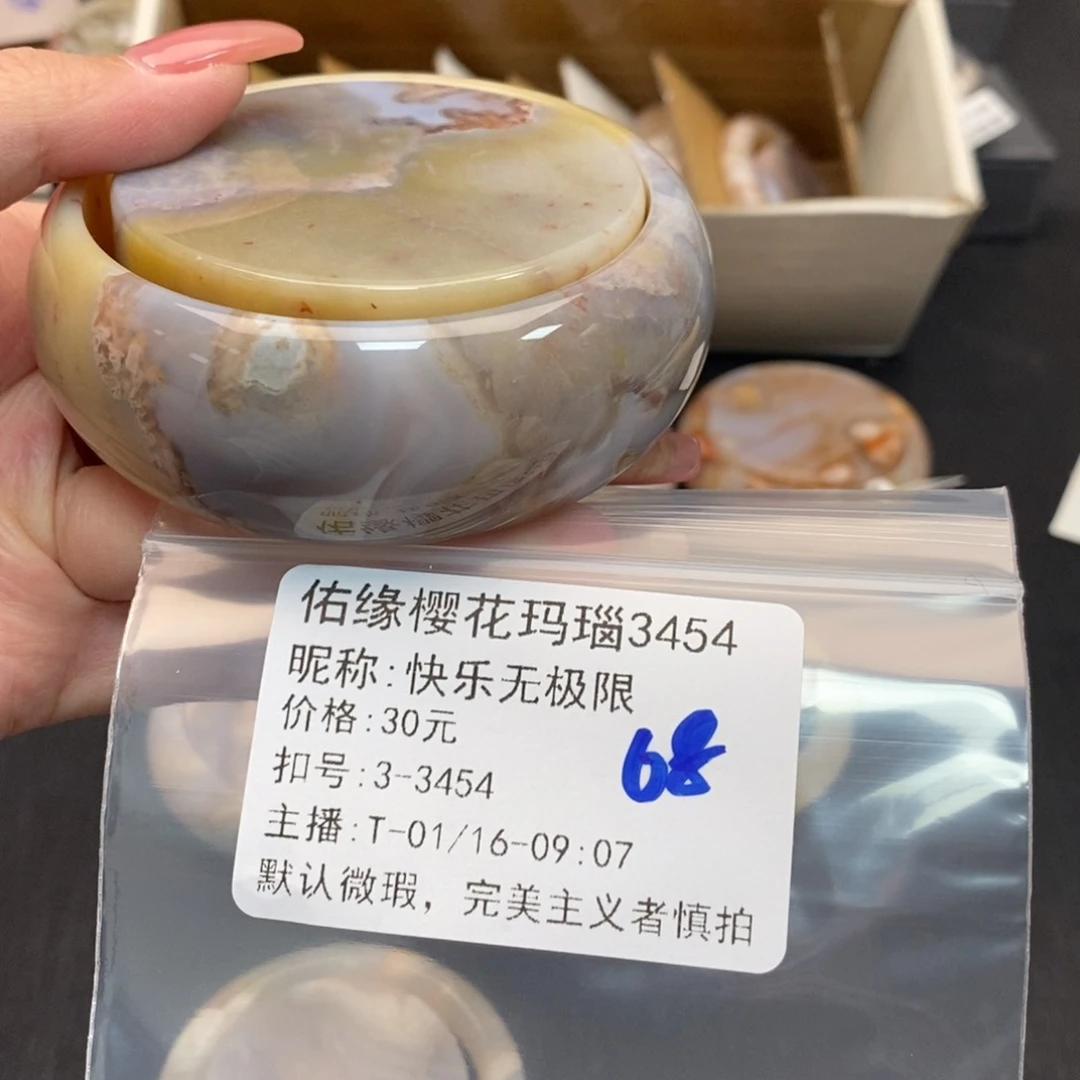 佑缘樱花玛瑙3454
昵称:快乐无极限
价格:30元
68
扣号:3-3454
主播:T-01/16-09:07
默认微瑕，完美主义者慎拍